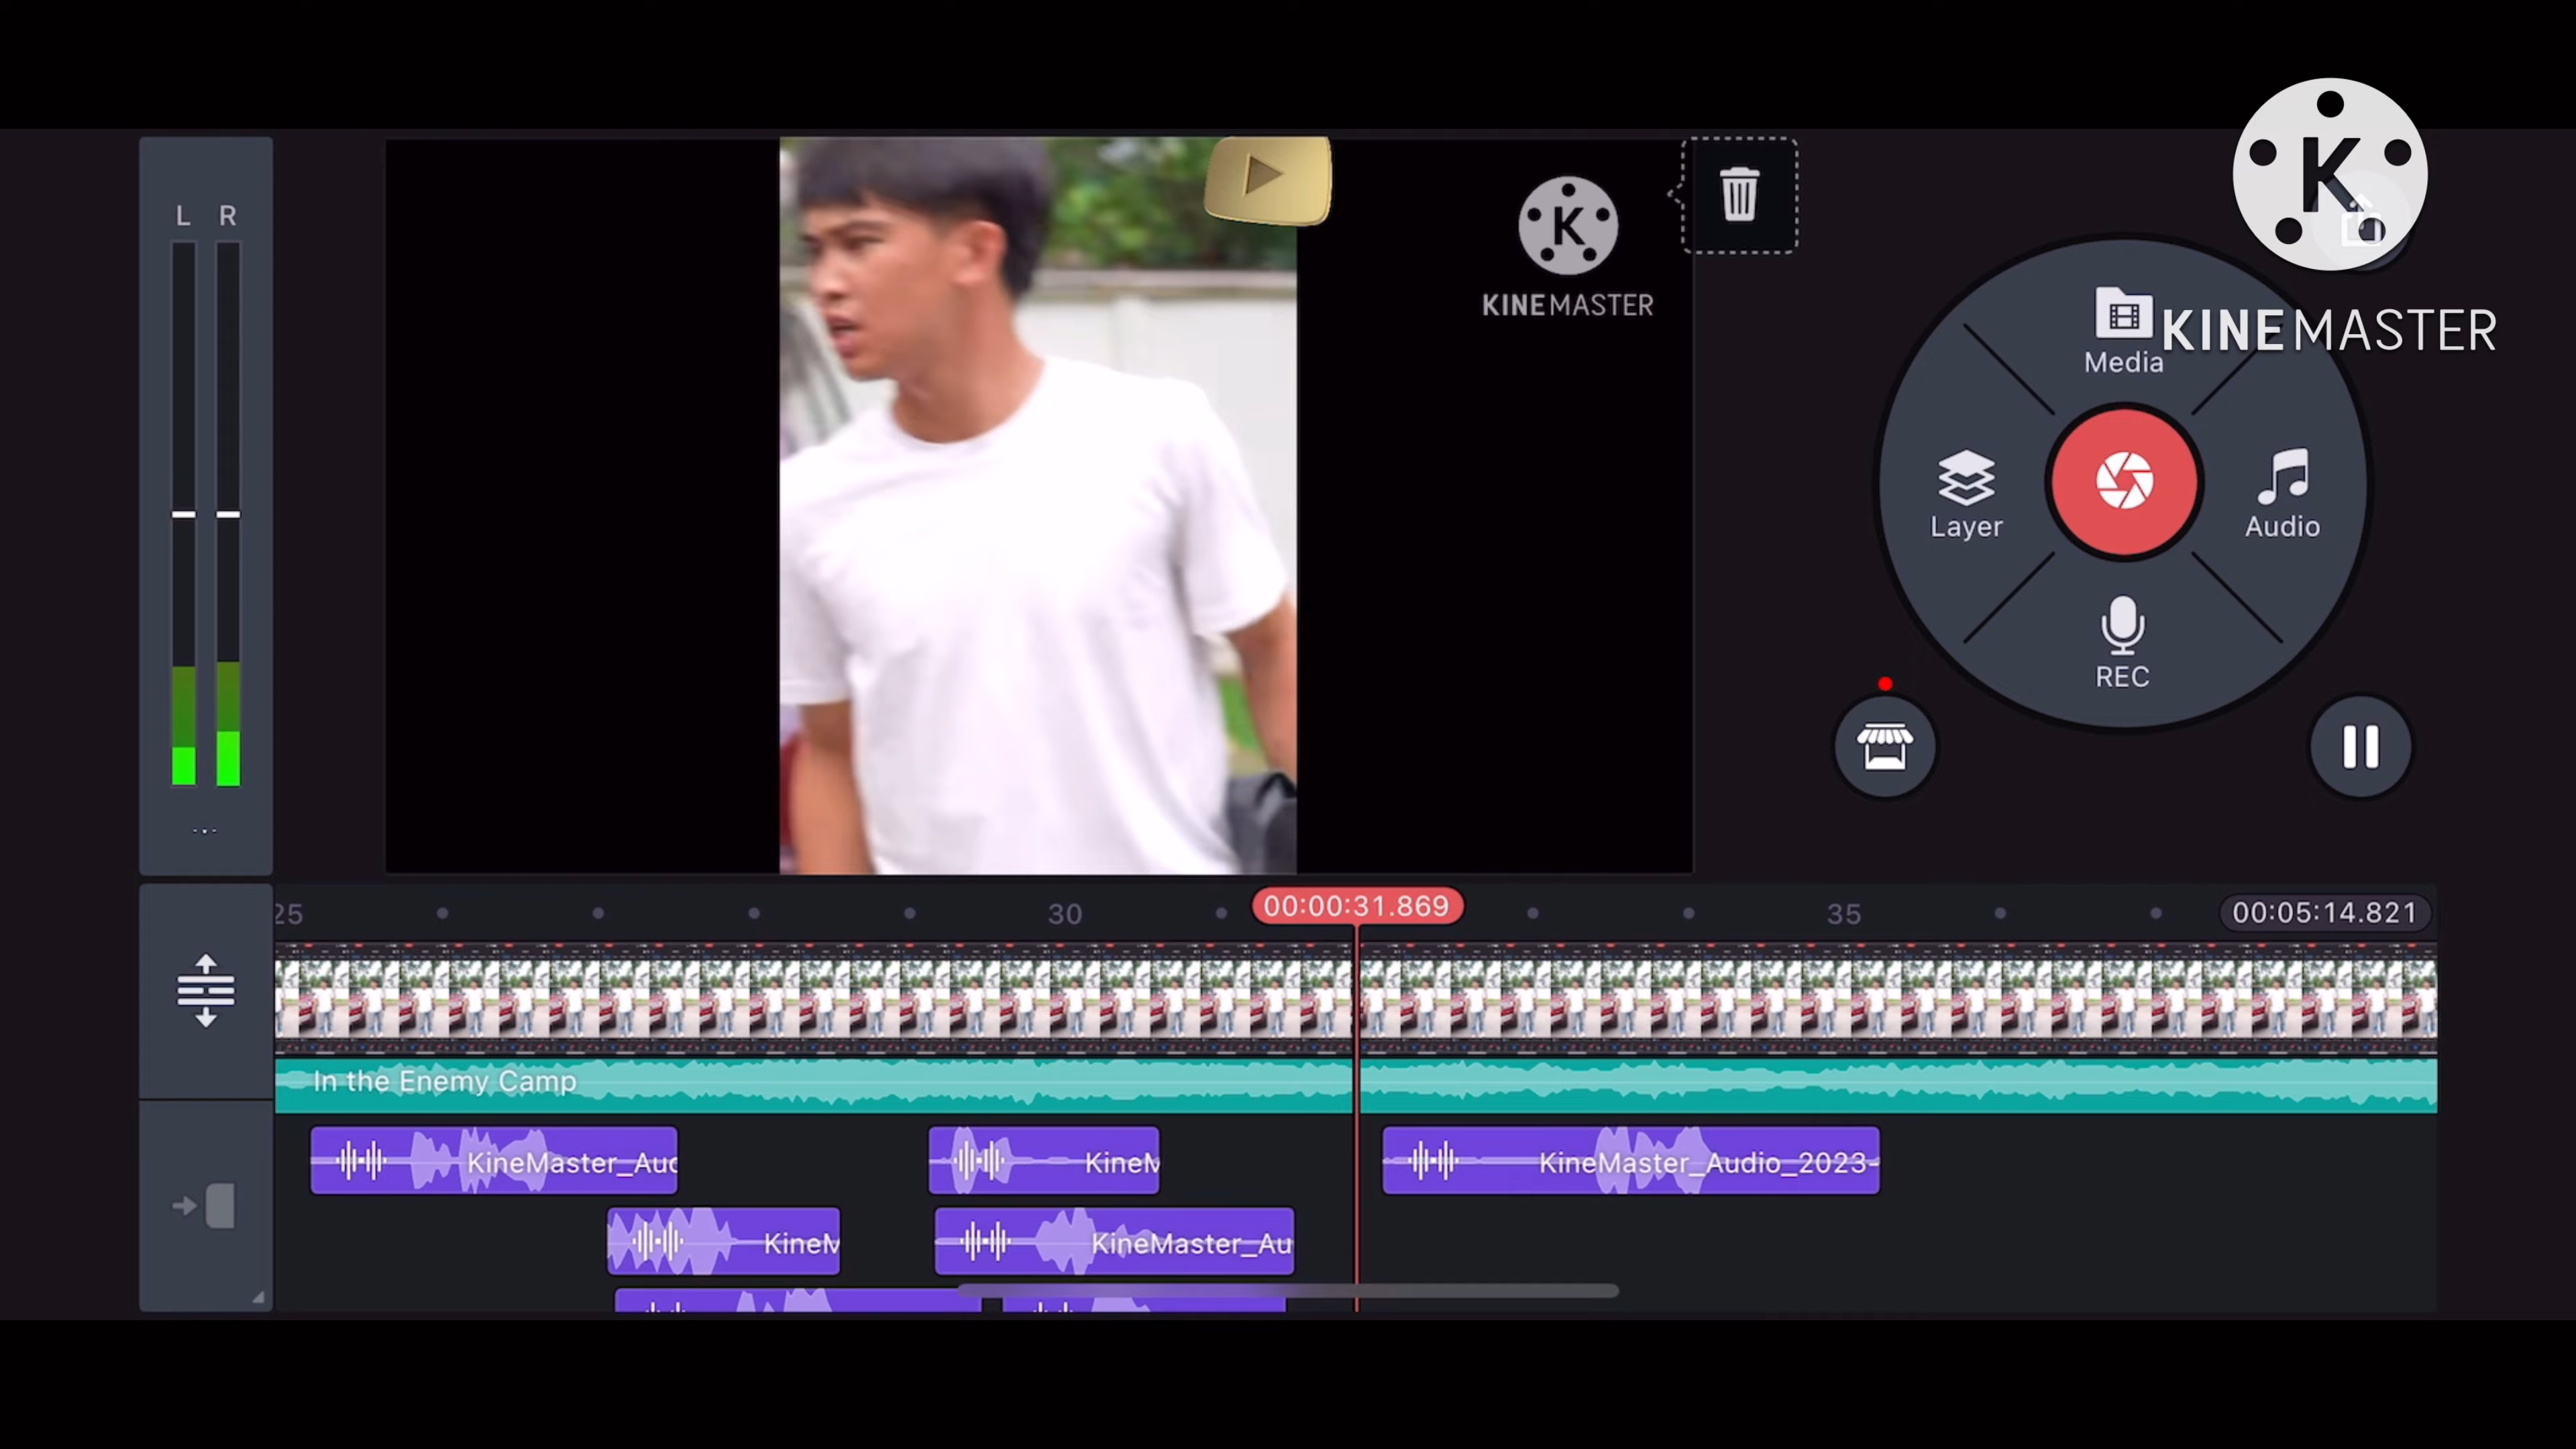 L R
KINEMASTER
KINEMASTER
Media
Layer
Audio
REC
25
30
00:00:31.869
35
00:05:14.821
In the Enemy Camp
KineMaster_Aud
KineM
KineMaster_Audio_2023-
KineM
KineMaster_Au